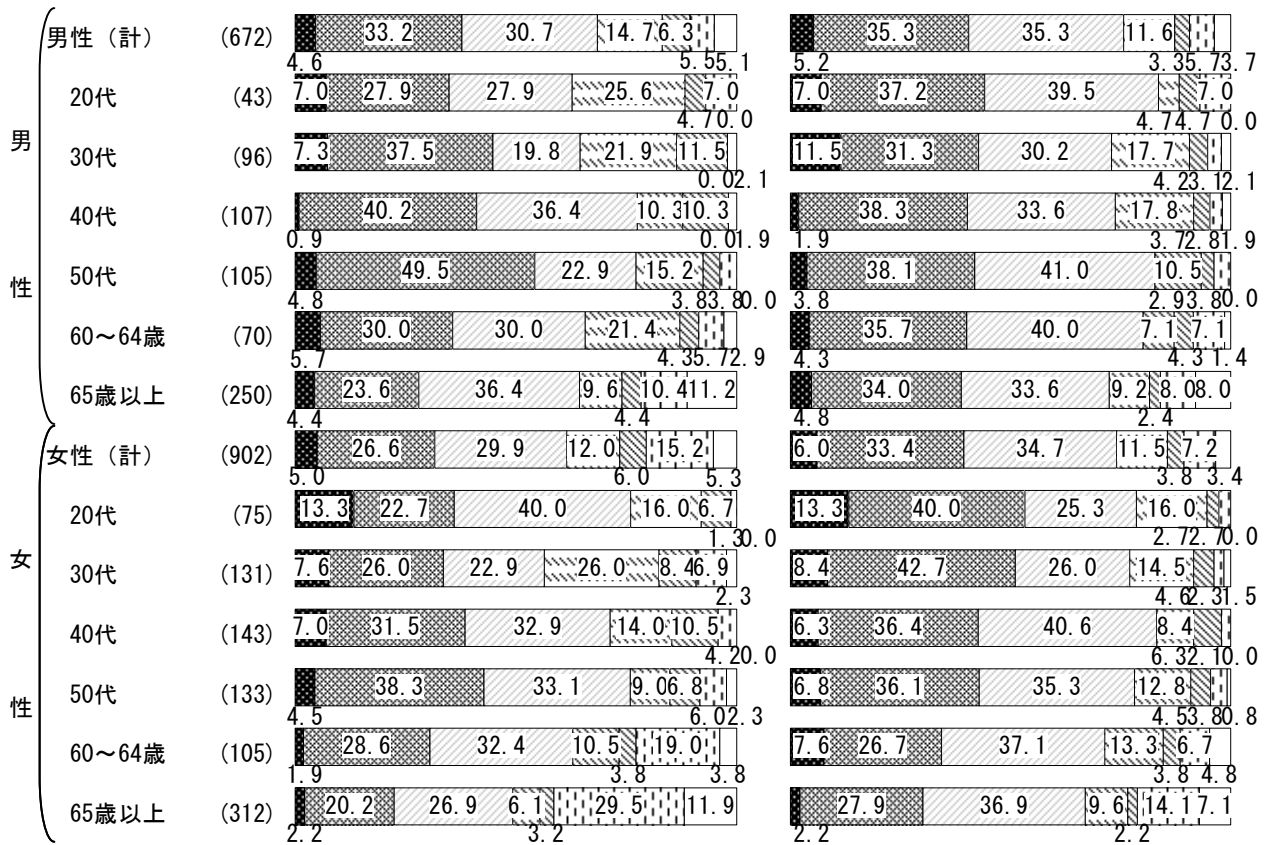 男性（計） (672) 33.2 30.7 14.7 6.3 35.3 35.3 11.6
4.6 5.5 5.1 5.2 3.3 5.7 3.7
20代 (43) 7.0 27.9 27.9 25.6 7.0 7.0 37.2 39.5 7.0
4.7 0.0 4.7 4.7 0.0
30代 (96) 7.3 37.5 19.8 21.9 11.5 11.5 31.3 30.2 17.7
0.0 2.1 4.2 3.1 2.1
40代 (107) 40.2 36.4 10.3 10.3 38.3 33.6 17.8
0.9 0.0 1.9 1.9 3.7 2.8 1.9
50代 (105) 49.5 22.9 15.2 38.1 41.0 10.5
4.8 3.8 3.8 0.0 3.8 2.9 3.8 0.0
60～64歳 (70) 30.0 30.0 21.4 35.7 40.0 7.1 7.1
5.7 4.3 5.7 2.9 4.3 4.3 1.4
65歳以上 (250) 23.6 36.4 9.6 10.4 11.2 34.0 33.6 9.2 8.0 8.0
4.4 4.4 4.8 2.4
男性
女性（計） (902) 26.6 29.9 12.0 15.2 6.0 33.4 34.7 11.5 7.2
5.0 6.0 5.3 3.8 3.4
20代 (75) 13.3 22.7 40.0 16.0 6.7 13.3 40.0 25.3 16.0
1.3 0.0 2.7 2.7 0.0
30代 (131) 7.6 26.0 22.9 26.0 8.4 6.9 8.4 42.7 26.0 14.5
2.3 4.6 2.3 1.5
40代 (143) 7.0 31.5 32.9 14.0 10.5 6.3 36.4 40.6 8.4
4.2 0.0 6.3 2.1 0.0
50代 (133) 38.3 33.1 9.0 6.8 6.8 36.1 35.3 12.8
4.5 6.0 2.3 4.5 3.8 0.8
60～64歳 (105) 28.6 32.4 10.5 19.0 7.6 26.7 37.1 13.3 6.7
1.9 3.8 3.8 3.8 4.8
65歳以上 (312) 20.2 26.9 6.1 29.5 11.9 27.9 36.9 9.6 14.1 7.1
2.2 3.2 2.2 2.2
女性